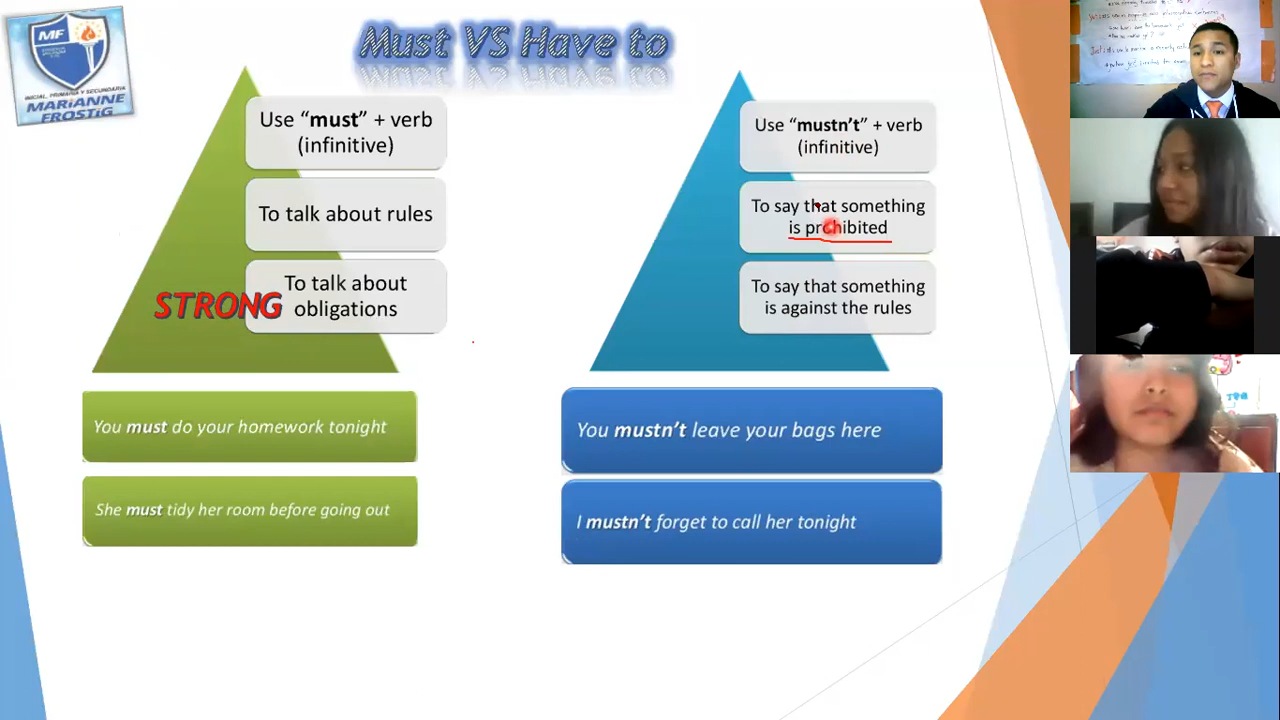 MF
INICIAL, PRIMARIA Y SECUNDARIA
MARIANNE
FROSTIG
Must VS Have to
Use “must” + verb
(infinitive)
To talk about rules
STRONG
To talk about
obligations
You must do your homework tonight
She must tidy her room before going out
Use “mustn’t” + verb
(infinitive)
To say that something
is prohibited
To say that something
is against the rules
You mustn’t leave your bags here
I mustn’t forget to call her tonight